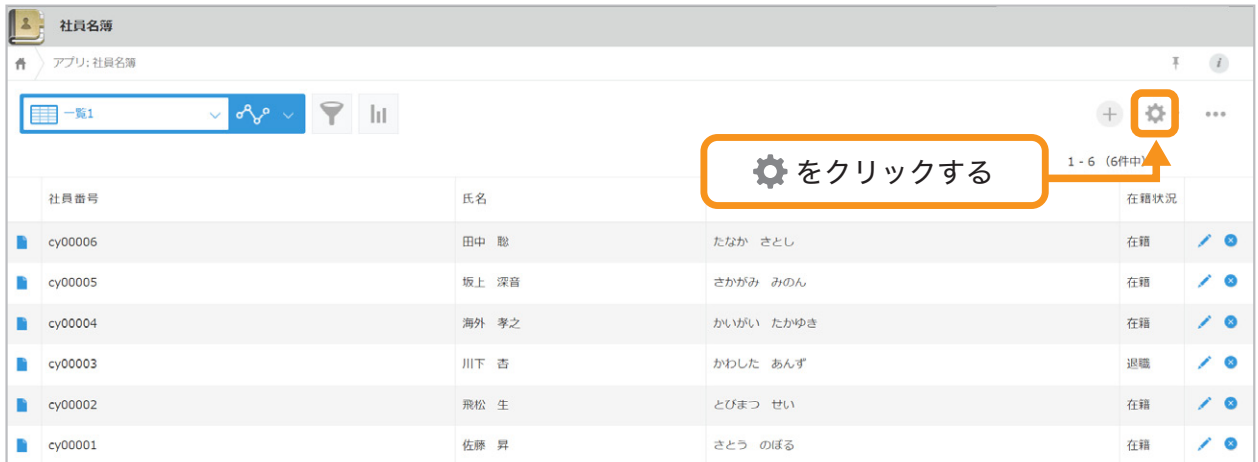 社員名簿
アプリ: 社員名簿
一覧1
をクリックする
1 - 6 (6件中)
社員番号 氏名 在籍状況
cy00006 田中 聡 たなか さとし 在籍
cy00005 坂上 深音 さかがみ みのん 在籍
cy00004 海外 孝之 かいがい たかゆき 在籍
cy00003 川下 杏 かわした あんず 退職
cy00002 飛松 生 とびまつ せい 在籍
cy00001 佐藤 昇 さとう のぼる 在籍